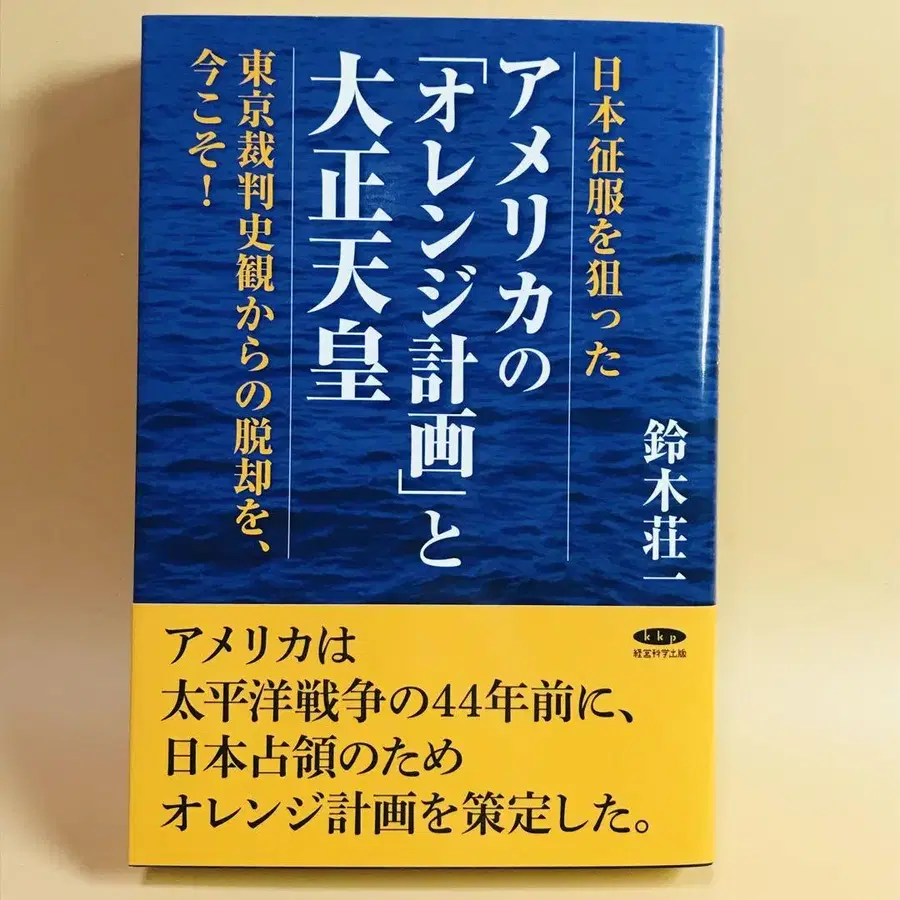 日本征服を狙った
アメリカの
「オレンジ計画」と
大正天皇
東京裁判史観からの脱却を、
今こそ!
鈴木荘一
kkp
経営科学出版
アメリカは
太平洋戦争の44年前に、
日本占領のため
オレンジ計画を策定した。